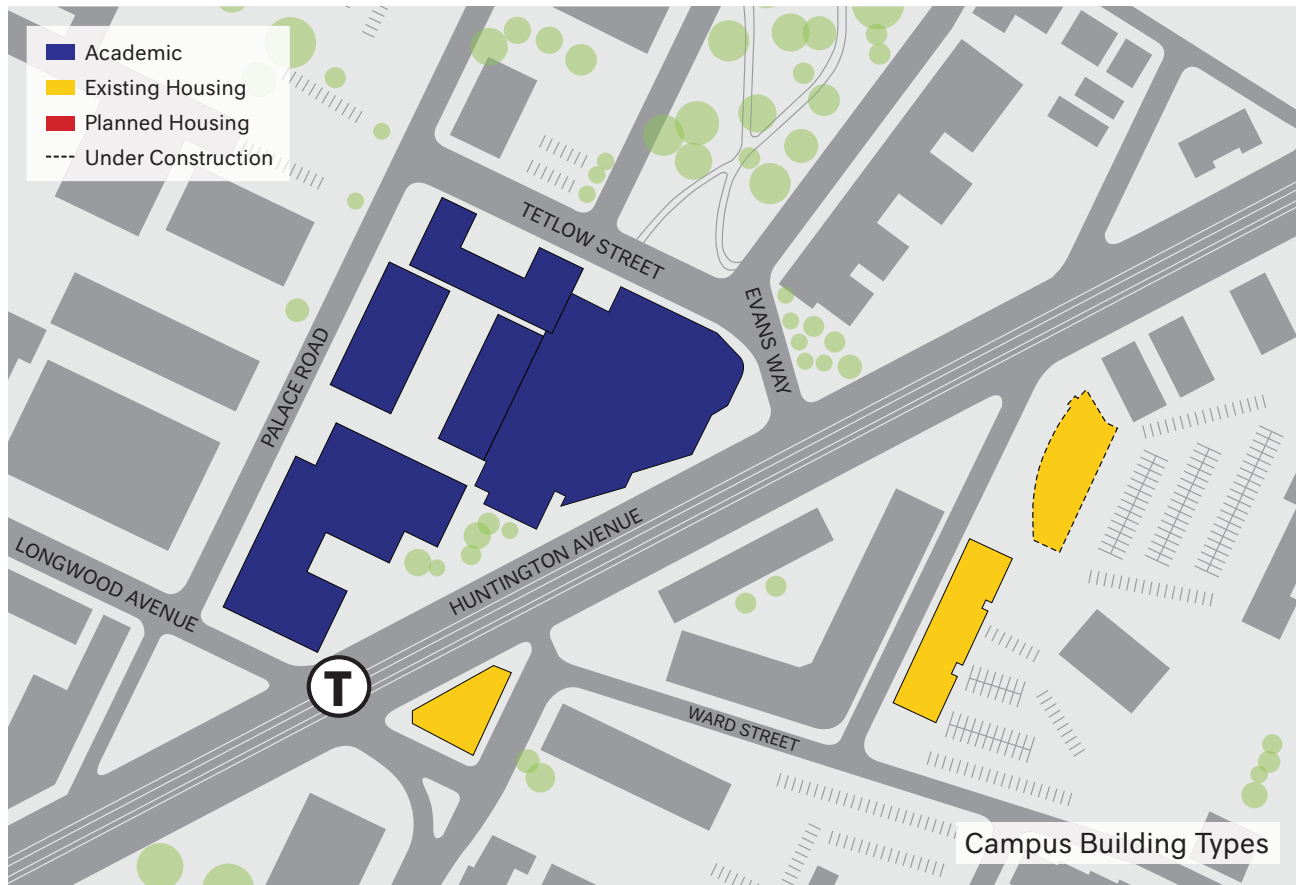 Academic
Existing Housing
Planned Housing
Under Construction
TETLOW STREET
EVANS WAY
PALACE ROAD
HUNTINGTON AVENUE
LONGWOOD AVENUE
T
WARD STREET
Campus Building Types